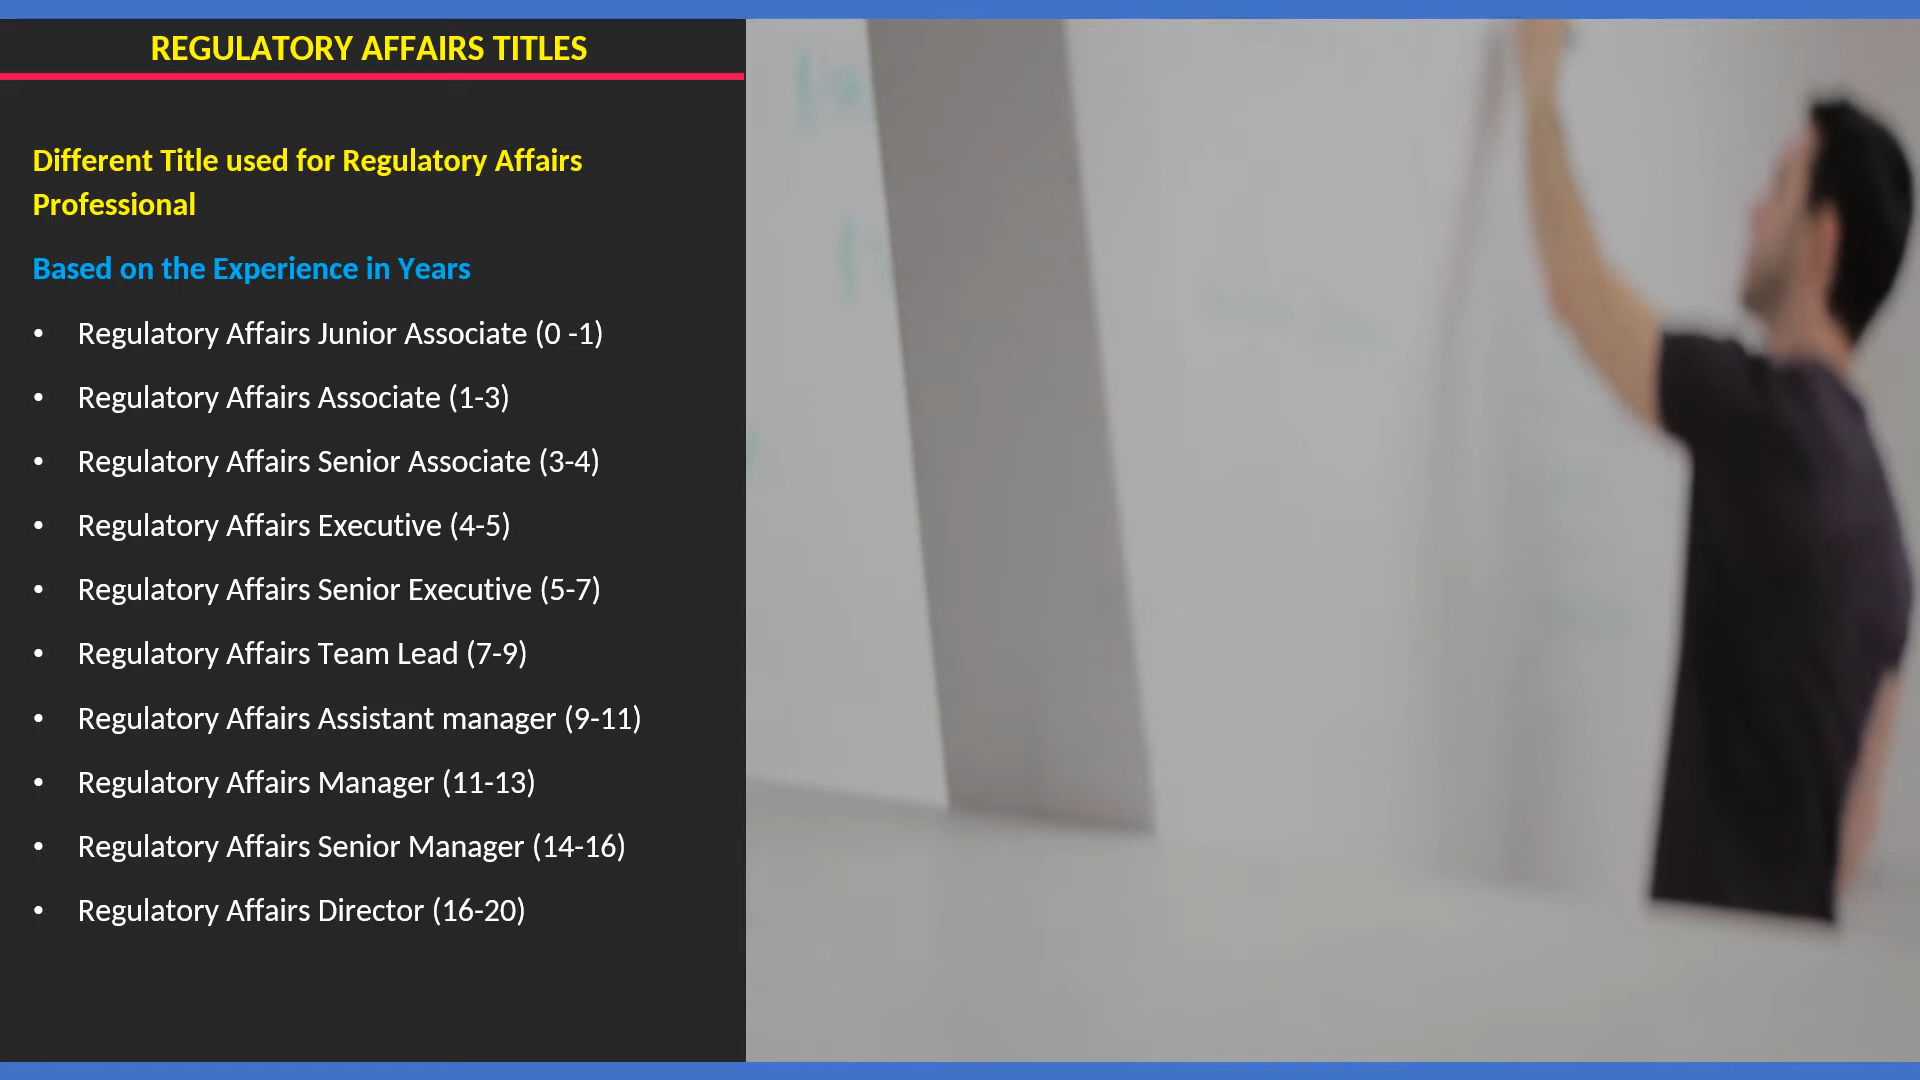 REGULATORY AFFAIRS TITLES
Different Title used for Regulatory Affairs
Professional
Based on the Experience in Years
• Regulatory Affairs Junior Associate (0 -1)
• Regulatory Affairs Associate (1-3)
• Regulatory Affairs Senior Associate (3-4)
• Regulatory Affairs Executive (4-5)
• Regulatory Affairs Senior Executive (5-7)
• Regulatory Affairs Team Lead (7-9)
• Regulatory Affairs Assistant manager (9-11)
• Regulatory Affairs Manager (11-13)
• Regulatory Affairs Senior Manager (14-16)
• Regulatory Affairs Director (16-20)